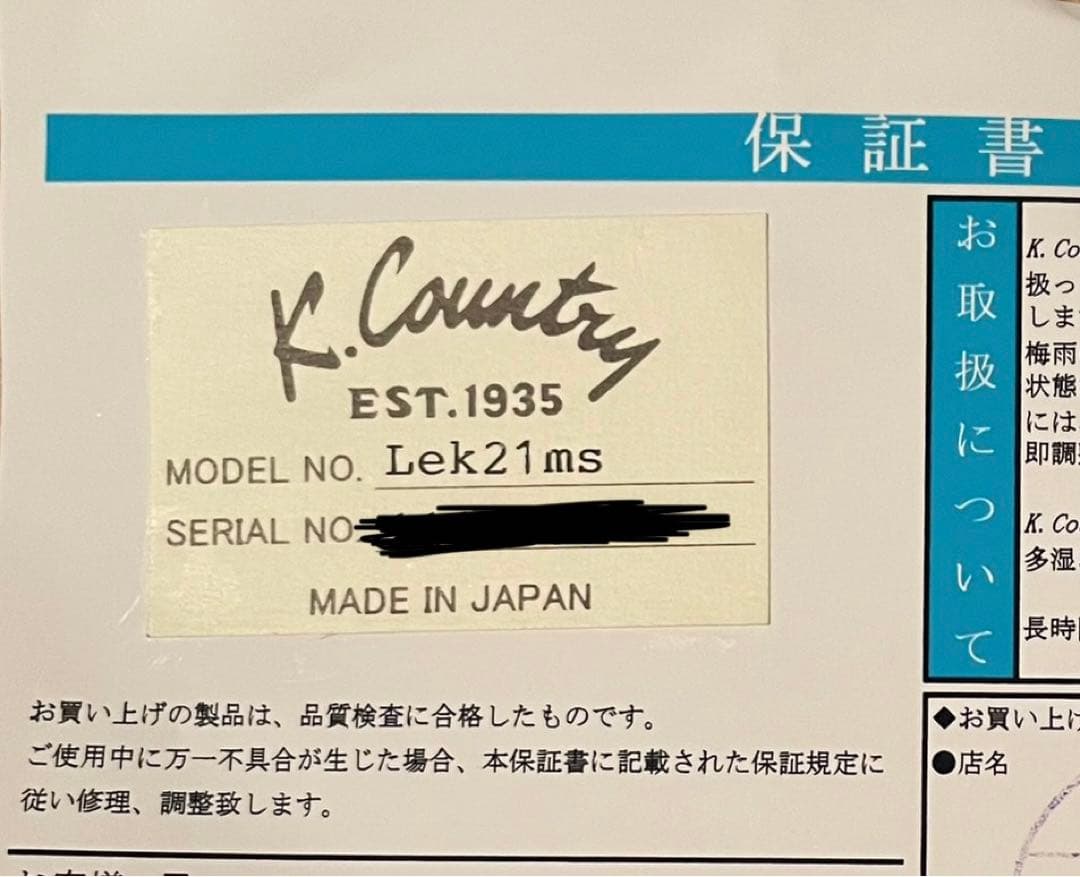 保証書
K. Country
EST.1935
MODEL NO. Lek21ms
SERIAL NO
MADE IN JAPAN
お買い上げの製品は、品質検査に合格したものです。
ご使用中に万一不具合が生じた場合、本保証書に記載された保証規定に
従い修理、調整致します。
お取扱について
K. Co
扱っ
しま
梅雨
状態
には
即調
K. Co
多湿
長時
◆お買い上げ
●店名